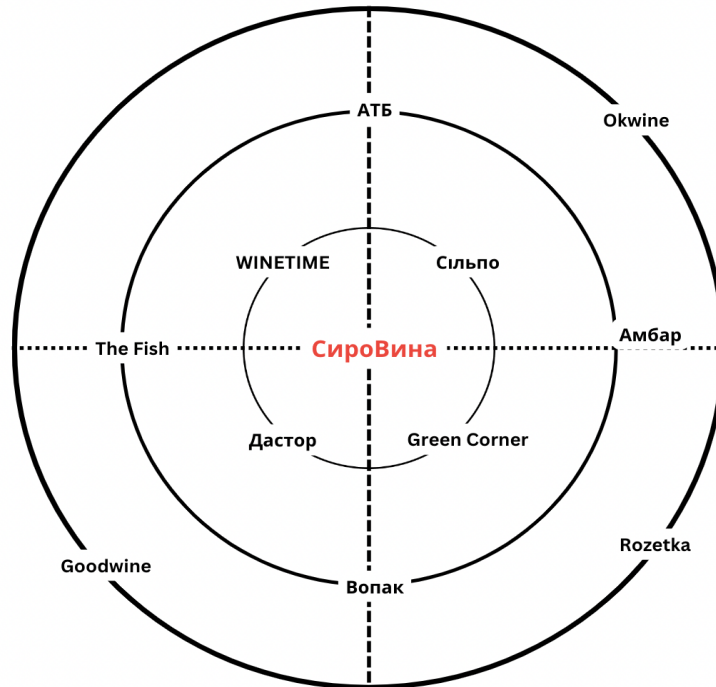 АТБ
Okwine
WINETIME
Сільпо
Амбар
The Fish
СироВина
Дастор
Green Corner
Rozetka
Goodwine
Вопак